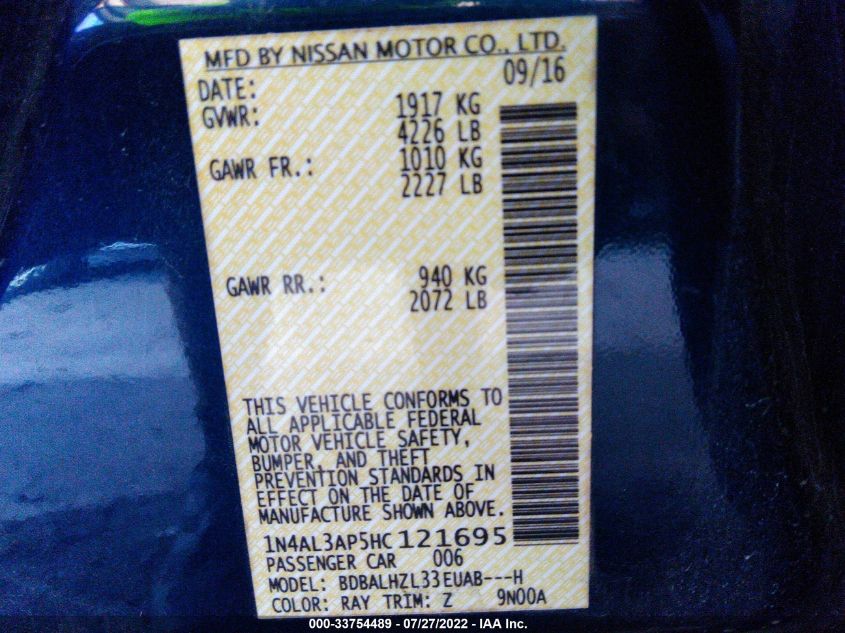 MFD BY NISSAN MOTOR CO., LTD.
DATE: 09/16
GVWR: 1917 KG
4226 LB
GAWR FR.: 1010 KG
2227 LB
GAWR RR.: 940 KG
2072 LB
THIS VEHICLE CONFORMS TO
ALL APPLICABLE FEDERAL
MOTOR VEHICLE SAFETY,
BUMPER, AND THEFT
PREVENTION STANDARDS IN
EFFECT ON THE DATE OF
MANUFACTURE SHOWN ABOVE.
1N4AL3AP5HC121695
PASSENGER CAR 006
MODEL: BDBALHZL33EUAB---H
COLOR: RAY TRIM: Z 9N00A
000-33754489 - 07/27/2022 - IAA Inc.